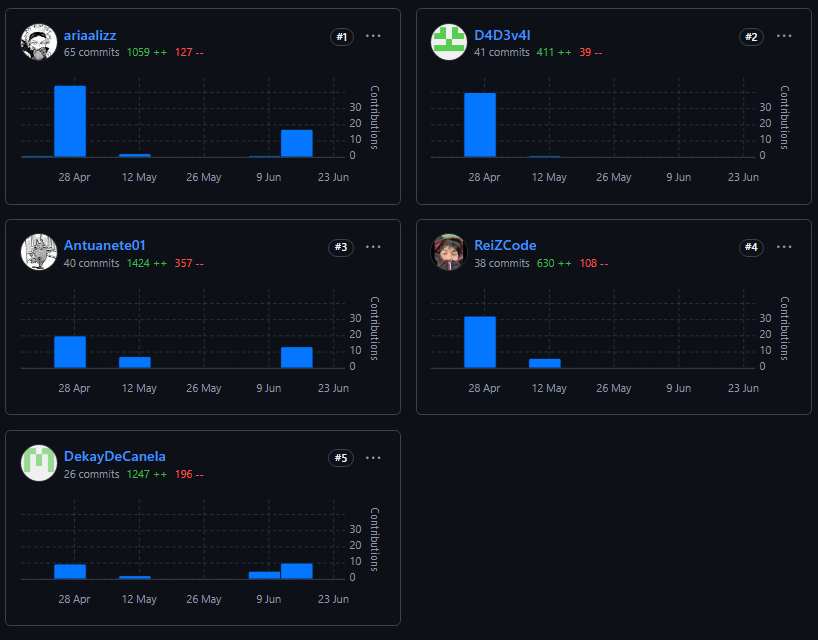 ariaalizz #1 ...
65 commits 1059 ++ 127 --
Contributions
30
20
10
0
28 Apr 12 May 26 May 9 Jun 23 Jun
D4D3v4l #2 ...
41 commits 411 ++ 39 --
Contributions
30
20
10
0
28 Apr 12 May 26 May 9 Jun 23 Jun
Antuanete01 #3 ...
40 commits 1424 ++ 357 --
Contributions
30
20
10
0
28 Apr 12 May 26 May 9 Jun 23 Jun
ReiZCode #4 ...
38 commits 630 ++ 108 --
Contributions
30
20
10
0
28 Apr 12 May 26 May 9 Jun 23 Jun
DekayDeCanela #5 ...
26 commits 1247 ++ 196 --
Contributions
30
20
10
0
28 Apr 12 May 26 May 9 Jun 23 Jun